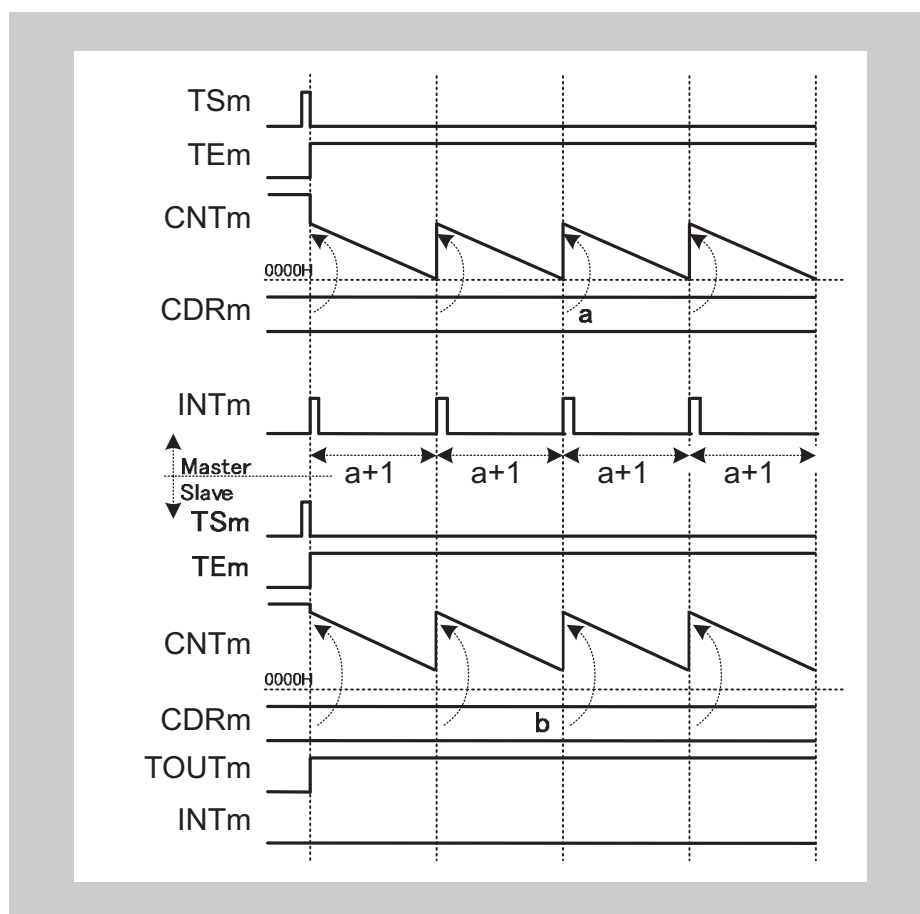 TSm
TEm
CNTm
0000H
CDRm
a
INTm
a+1 a+1 a+1 a+1
Master
Slave
TSm
TEm
CNTm
0000H
CDRm
b
TOUTm
INTm